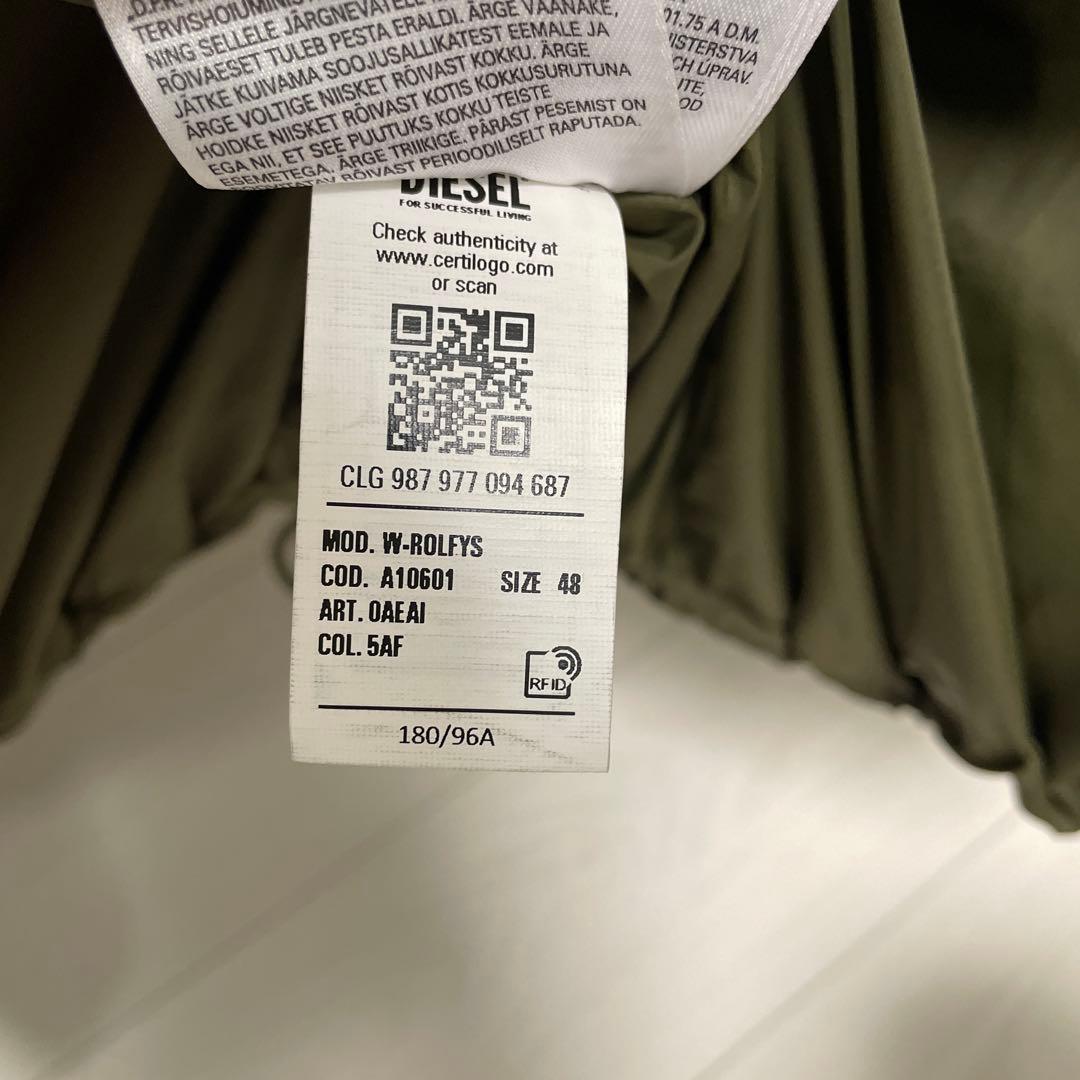 TERVISHOIUMINIS
NING SELLELE JÄRGNEVATELE
RÕIVAESET TULEB PESTA ERALDI. ÄRGE VÄÄNAKE,
JÄTKE KUIVAMA SOOJUSALLIKATEST EEMALE JA
ÄRGE VOLTIGE NIISKET RÕIVAST KOKKU. ÄRGE
HOIDKE NIISKET RÕIVAST KOTIS KOKKUSURUTUNA
EGA NII, ET SEE PUUTUKS KOKKU TEISTE
ESEMETEGA. ÄRGE TRIIKIGE. PÄRAST PESEMIST ON
RÕIVAST PERIOODILISELT RAPUTADA.
01.75 A D.M.
NISTERSTVA
CH ÚPRAV.
UTE,
OD
DIESEL
FOR SUCCESSFUL LIVING
Check authenticity at
www.certilogo.com
or scan
CLG 987 977 094 687
MOD. W-ROLFYS
COD. A10601 SIZE 48
ART. 0AEAI
COL. 5AF
RFID
180/96A